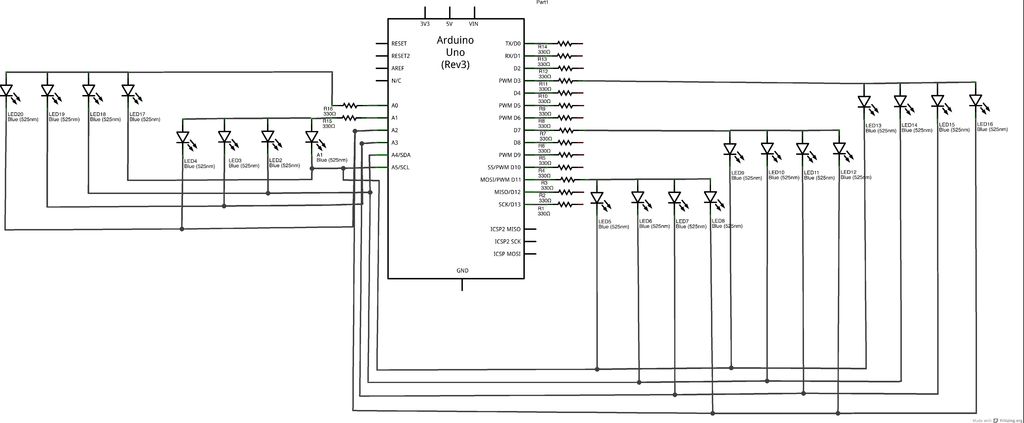 Part1
3V3 5V VIN
Arduino
Uno
(Rev3)
RESET
RESET2
AREF
N/C
A0
A1
A2
A3
A4/SDA
A5/SCL
TX/D0
RX/D1
D2
PWM D3
D4
PWM D5
PWM D6
D7
D8
PWM D9
SS/PWM D10
MOSI/PWM D11
MISO/D12
SCK/D13
ICSP2 MISO
ICSP2 SCK
ICSP MOSI
GND
R16
330Ω
R15
330Ω
R14
330Ω
R13
330Ω
R12
330Ω
R11
330Ω
R10
330Ω
R9
330Ω
R8
330Ω
R7
330Ω
R6
330Ω
R5
330Ω
R4
330Ω
R3
330Ω
R2
330Ω
R1
330Ω
LED20
Blue (525nm)
LED19
Blue (525nm)
LED18
Blue (525nm)
LED17
Blue (525nm)
LED4
Blue (525nm)
LED3
Blue (525nm)
LED2
Blue (525nm)
A1
Blue (525nm)
LED5
Blue (525nm)
LED6
Blue (525nm)
LED7
Blue (525nm)
LED8
Blue (525nm)
LED9
Blue (525nm)
LED10
Blue (525nm)
LED11
Blue (525nm)
LED12
Blue (525nm)
LED13
Blue (525nm)
LED14
Blue (525nm)
LED15
Blue (525nm)
LED16
Blue (525nm)
Made with Fritzing.org